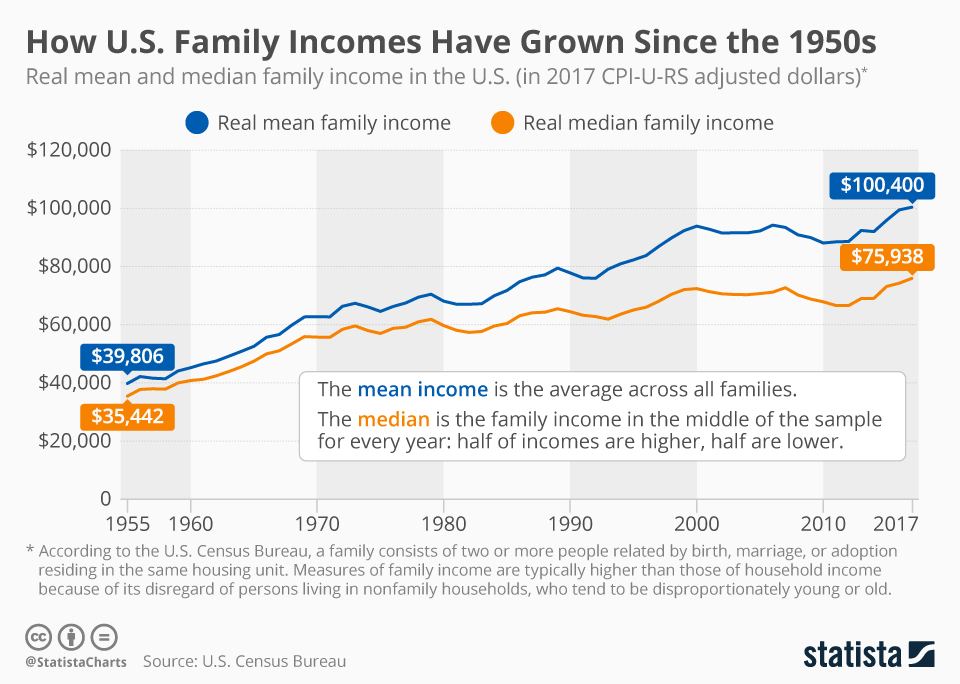 How U.S. Family Incomes Have Grown Since the 1950s
Real mean and median family income in the U.S. (in 2017 CPI-U-RS adjusted dollars)*
Real mean family income
Real median family income
$120,000
$100,000
$80,000
$60,000
$40,000
$20,000
0
$39,806
$35,442
$100,400
$75,938
The mean income is the average across all families.
The median is the family income in the middle of the sample
for every year: half of incomes are higher, half are lower.
1955 1960 1970 1980 1990 2000 2010 2017
* According to the U.S. Census Bureau, a family consists of two or more people related by birth, marriage, or adoption
residing in the same housing unit. Measures of family income are typically higher than those of household income
because of its disregard of persons living in nonfamily households, who tend to be disproportionately young or old.
cc =
@StatistaCharts Source: U.S. Census Bureau
statista